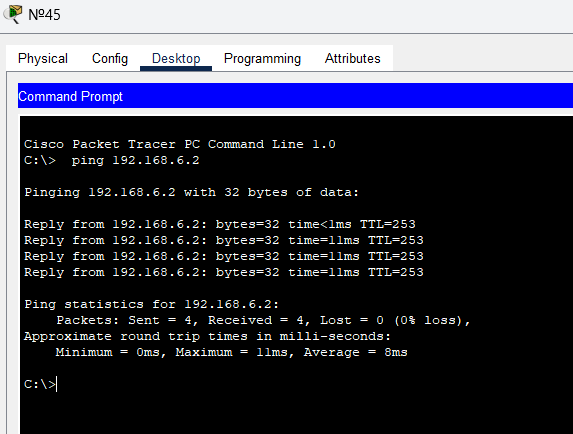 №45
Physical Config Desktop Programming Attributes
Command Prompt
Cisco Packet Tracer PC Command Line 1.0
C:\>  ping 192.168.6.2
Pinging 192.168.6.2 with 32 bytes of data:
Reply from 192.168.6.2: bytes=32 time<1ms TTL=253
Reply from 192.168.6.2: bytes=32 time=11ms TTL=253
Reply from 192.168.6.2: bytes=32 time=11ms TTL=253
Reply from 192.168.6.2: bytes=32 time=11ms TTL=253
Ping statistics for 192.168.6.2:
    Packets: Sent = 4, Received = 4, Lost = 0 (0% loss),
Approximate round trip times in milli-seconds:
    Minimum = 0ms, Maximum = 11ms, Average = 8ms
C:\>